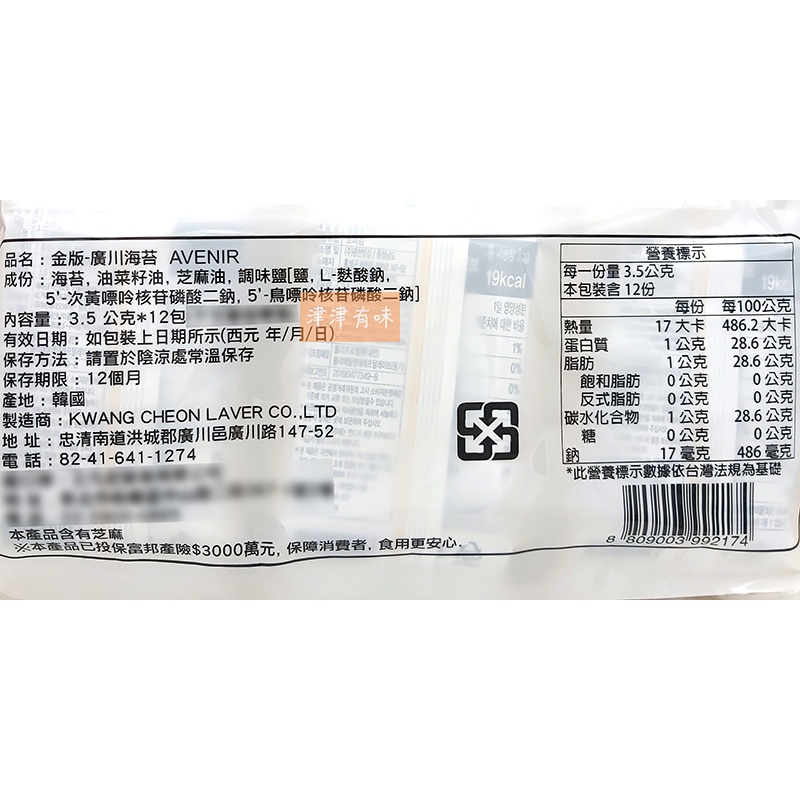 品名：金版-廣川海苔 AVENIR
成份：海苔, 油菜籽油, 芝麻油, 調味鹽[鹽, L-麩酸鈉,
5'-次黃嘌呤核苷磷酸二鈉, 5'-鳥嘌呤核苷磷酸二鈉]
津津有味
內容量：3.5 公克*12包
有效日期：如包裝上日期所示(西元 年/月/日)
保存方法：請置於陰涼處常溫保存
保存期限：12個月
產地：韓國
製造商：KWANG CHEON LAVER CO.,LTD
地 址：忠清南道洪城郡廣川邑廣川路147-52
電 話：82-41-641-1274
本產品含有芝麻
※本產品已投保富邦產險$3000萬元, 保障消費者, 食用更安心.
19kcal
1일 영양성분
1%
0%
0%
19k
營養標示
每一份量 3.5公克
本包裝含 12份
每份 每100公克
熱量 17 大卡 486.2 大卡
蛋白質 1 公克 28.6 公克
脂肪 1 公克 28.6 公克
飽和脂肪 0 公克 0 公克
反式脂肪 0 公克 0 公克
碳水化合物 1 公克 28.6 公克
糖 0 公克 0 公克
鈉 17 毫克 486 毫克
*此營養標示數據依台灣法規為基礎
8 809003 992174